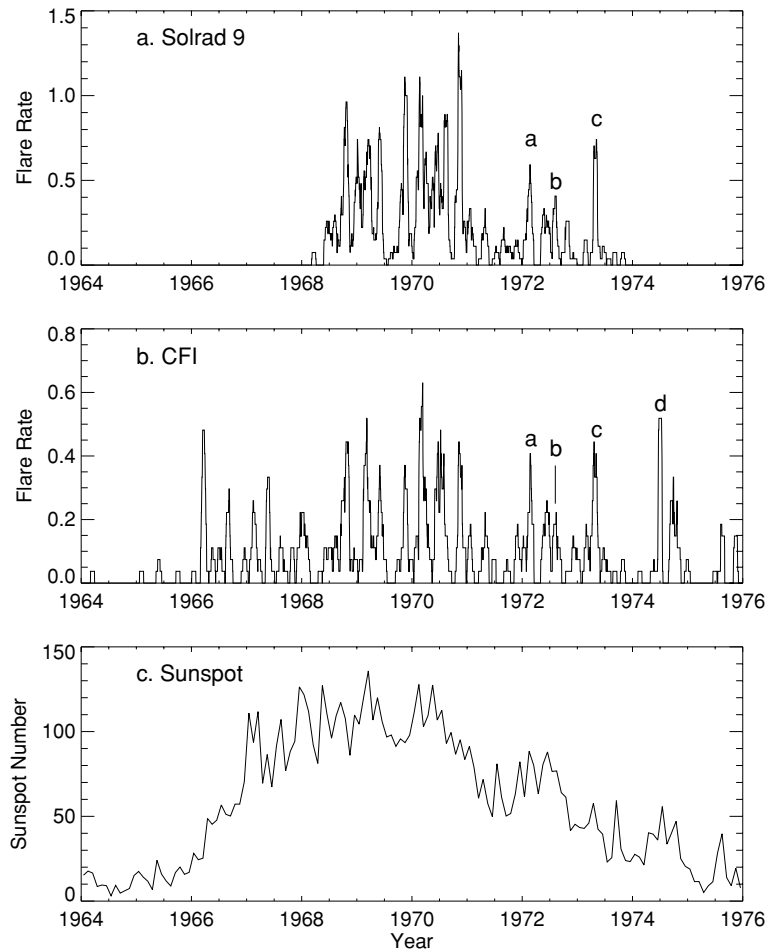 1.5
a. Solrad 9
1.0
Flare Rate
c
a
0.5
b
0.0
1964 1966 1968 1970 1972 1974 1976
0.8
b. CFI
0.6
d
Flare Rate
c
a
b
0.4
0.2
0.0
1964 1966 1968 1970 1972 1974 1976
150
c. Sunspot
100
Sunspot Number
50
0
1964 1966 1968 1970 1972 1974 1976
Year